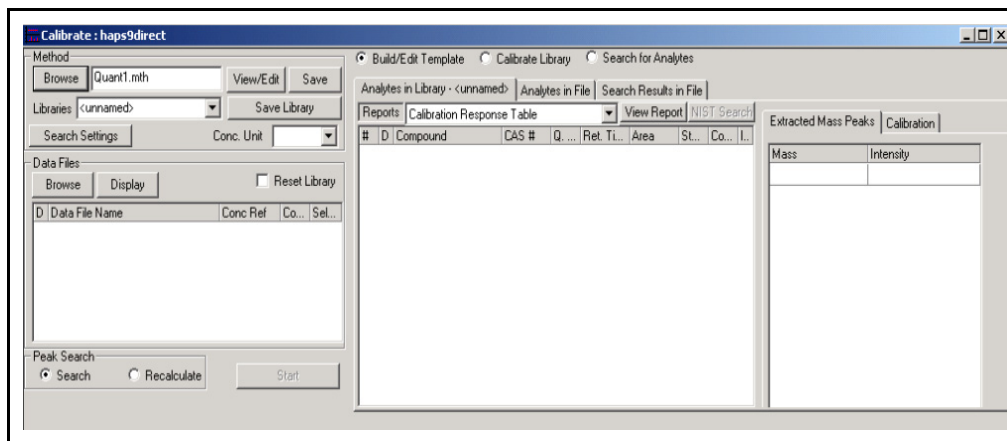 Calibrate : haps9direct
Method
Browse Quant1.mth View/Edit Save
Libraries <unnamed> Save Library
Search Settings Conc. Unit
Data Files
Browse Display Reset Library
D Data File Name Conc Ref Co... Sel...
Peak Search
Search Recalculate Start
Build/Edit Template Calibrate Library Search for Analytes
Analytes in Library - <unnamed> Analytes in File Search Results in File
Reports Calibration Response Table View Report NIST Search
# D Compound CAS # Q. ... Ret. Ti... Area St... Co... I..
Extracted Mass Peaks Calibration
Mass Intensity